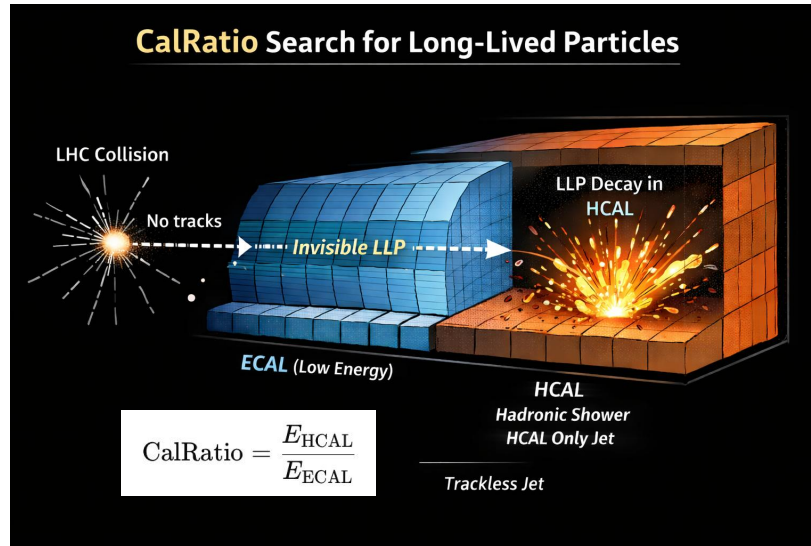 CalRatio Search for Long-Lived Particles
LHC Collision
No tracks
Invisible LLP
LLP Decay in
HCAL
ECAL (Low Energy)
HCAL
Hadronic Shower
HCAL Only Jet
CalRatio = E_HCAL / E_ECAL
Trackless Jet